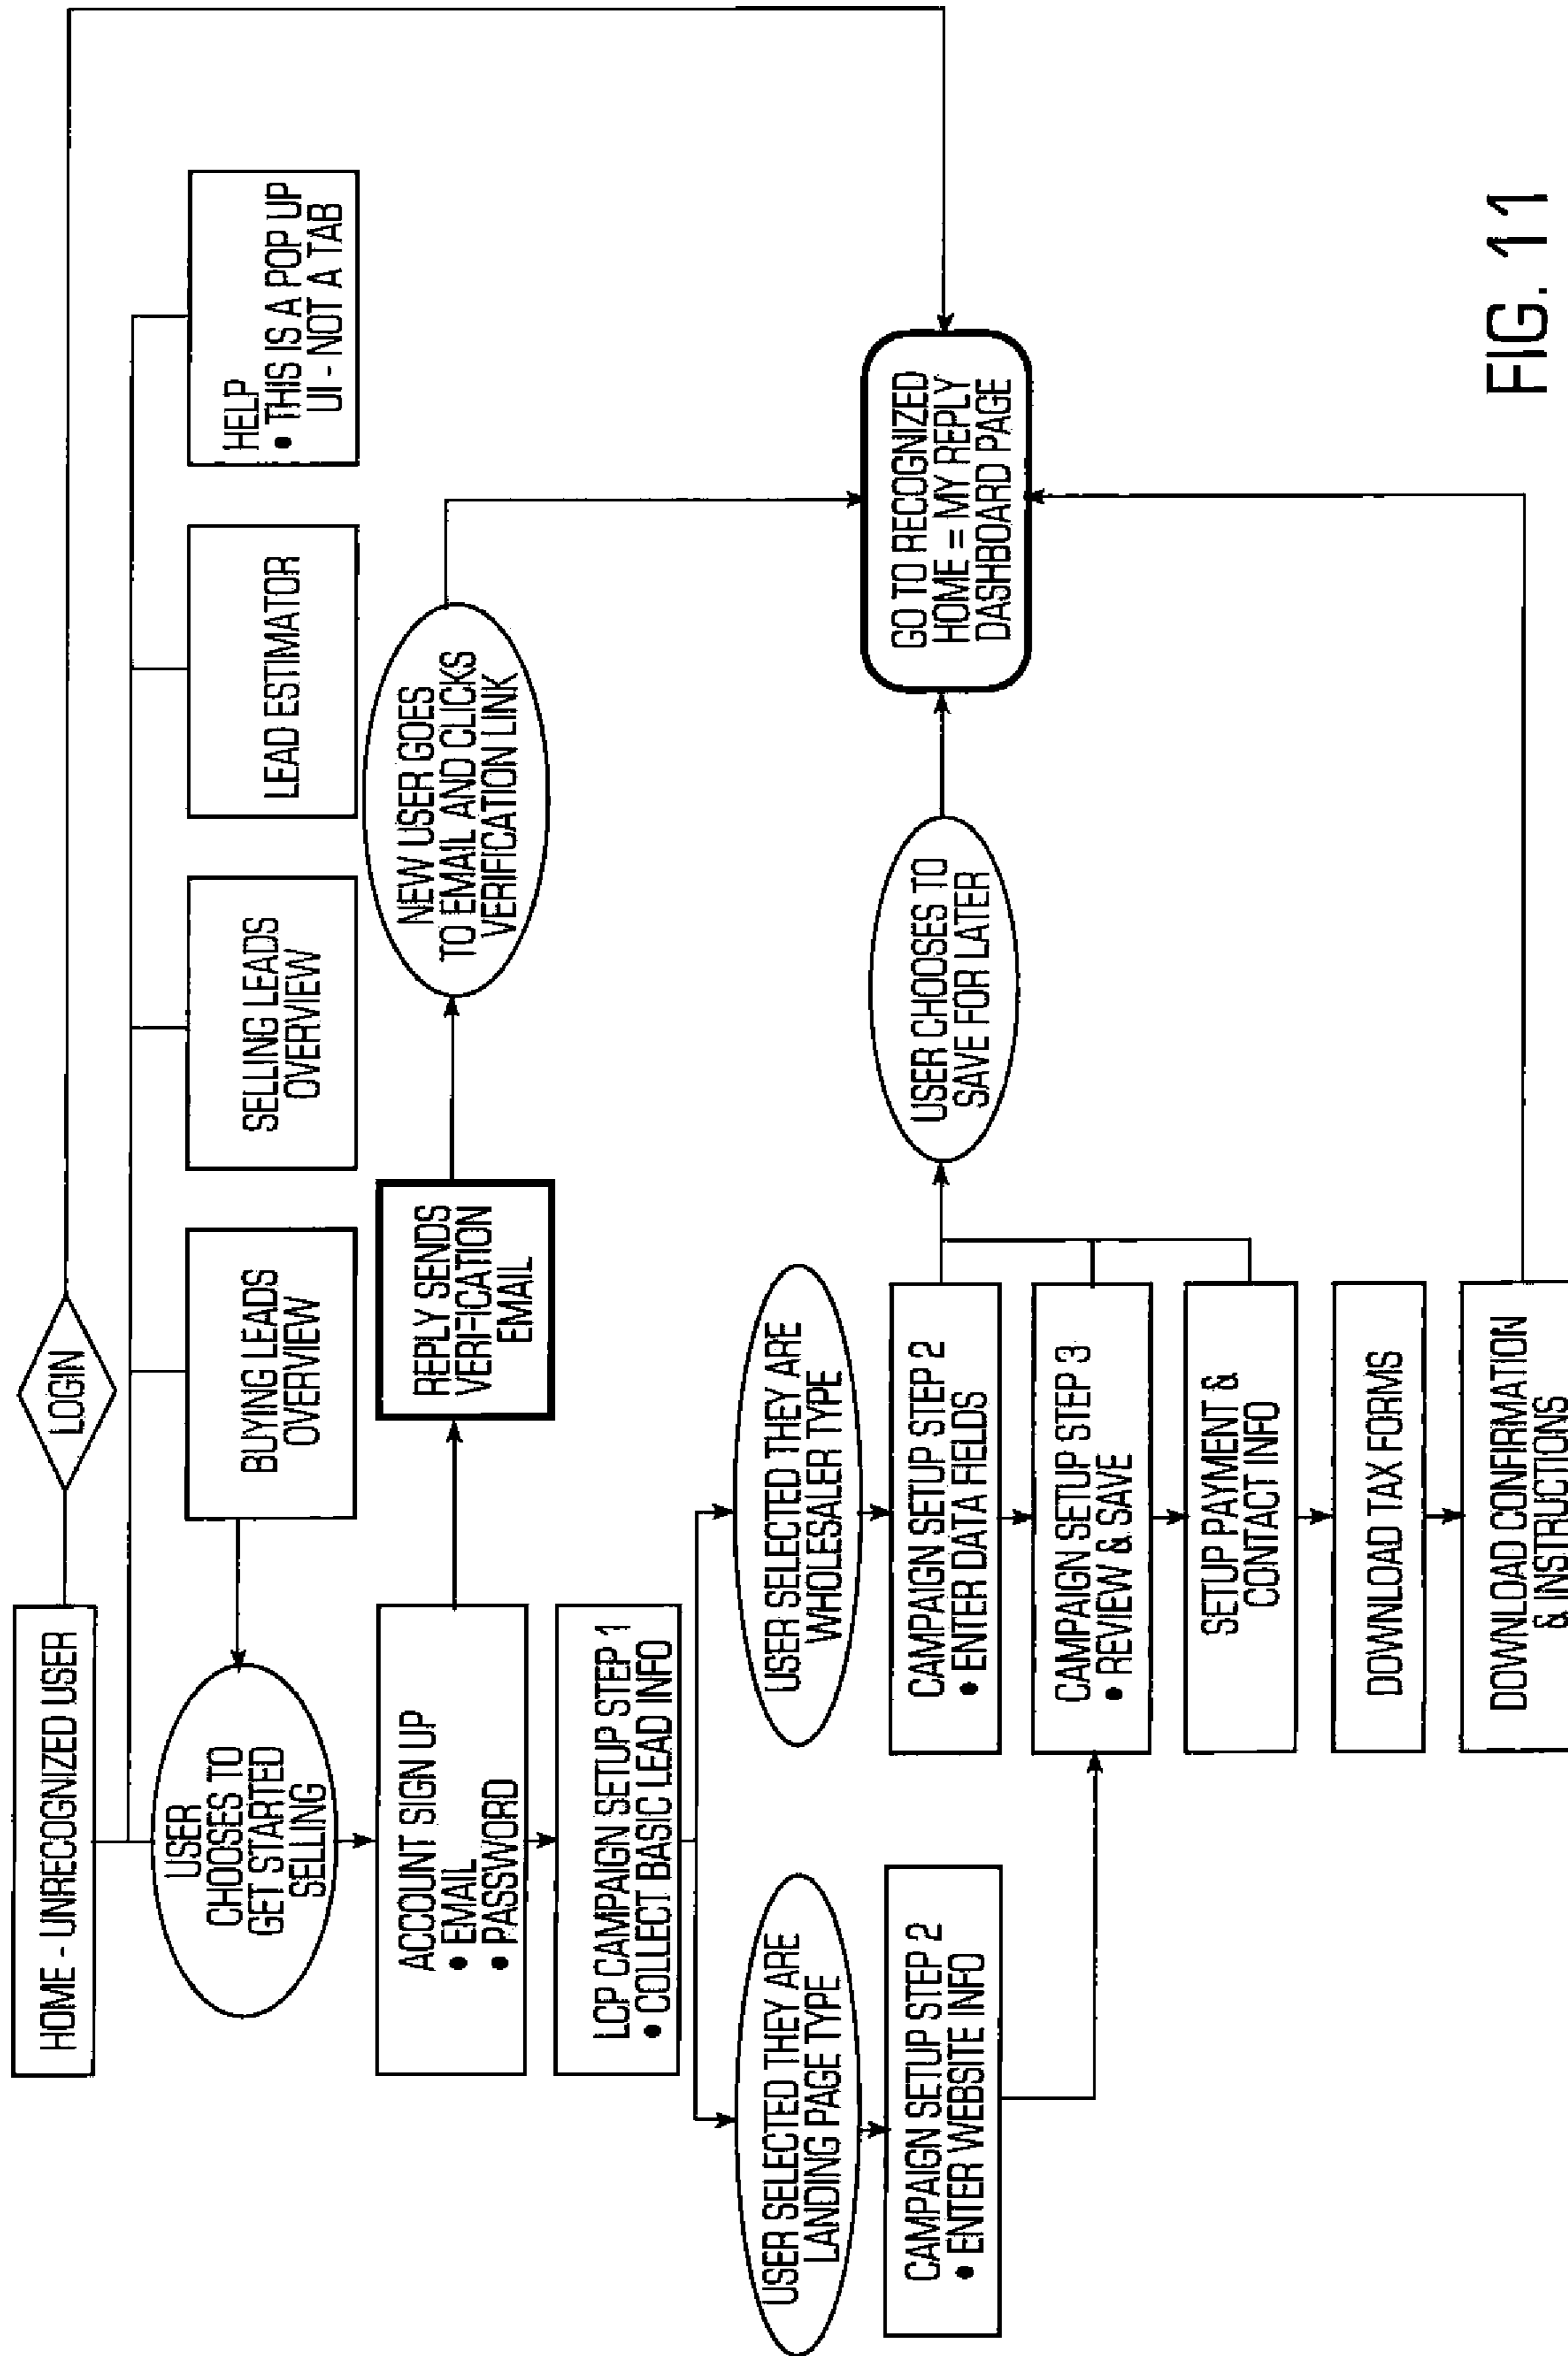 HOME - UNRECOGNIZED USER
LOGIN
BUYING LEADS
OVERVIEW
SELLING LEADS
OVERVIEW
LEAD ESTIMATOR
HELP
• THIS IS A POP UP
UI - NOT A TAB
USER
CHOOSES TO
GET STARTED
SELLING
ACCOUNT SIGN UP
• EMAIL
• PASSWORD
REPLY SENDS
VERIFICATION
EMAIL
NEW USER GOES
TO EMAIL AND CLICKS
VERIFICATION LINK
LCP CAMPAIGN SETUP STEP 1
• COLLECT BASIC LEAD INFO
USER SELECTED THEY ARE
LANDING PAGE TYPE
USER SELECTED THEY ARE
WHOLESALER TYPE
CAMPAIGN SETUP STEP 2
• ENTER WEBSITE INFO
CAMPAIGN SETUP STEP 2
• ENTER DATA FIELDS
USER CHOOSES TO
SAVE FOR LATER
GO TO RECOGNIZED
HOME = MY REPLY
DASHBOARD PAGE
CAMPAIGN SETUP STEP 3
• REVIEW & SAVE
SETUP PAYMENT &
CONTACT INFO
DOWNLOAD TAX FORMS
DOWNLOAD CONFIRMATION
& INSTRUCTIONS
FIG. 11